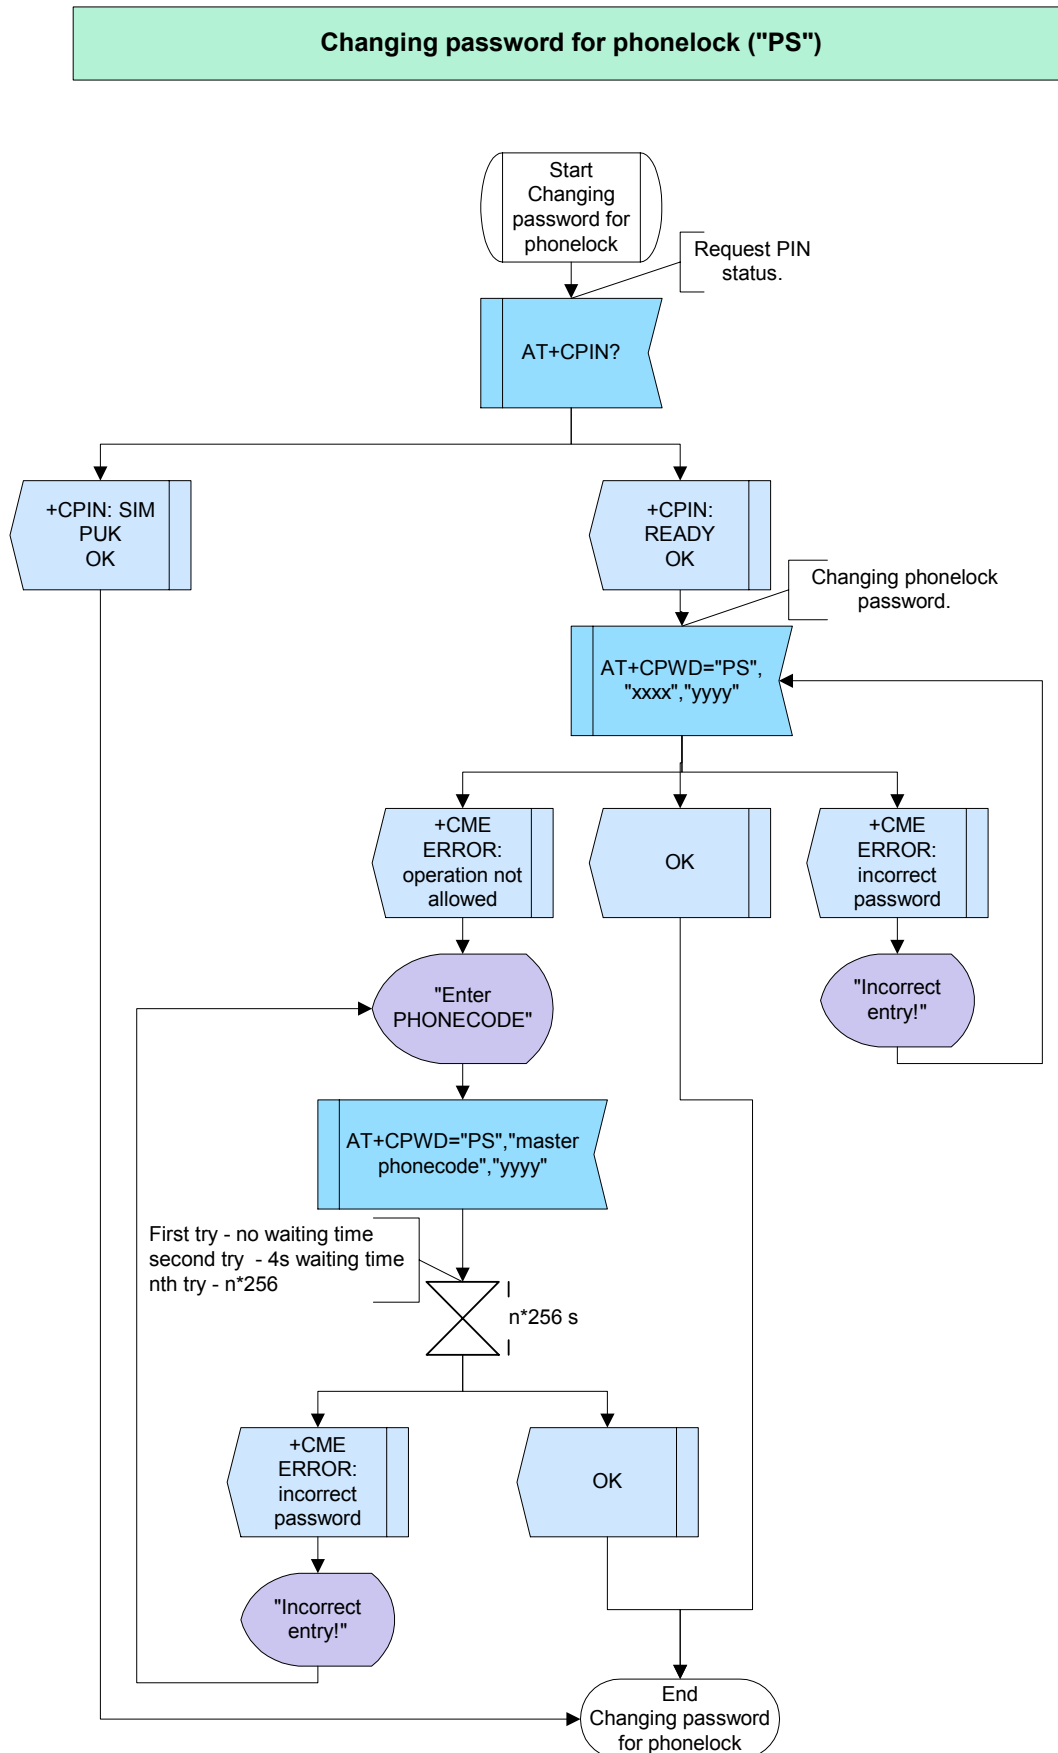 Changing password for phonelock ("PS")
Start
Changing
password for
phonelock
Request PIN
status.
AT+CPIN?
+CPIN: SIM
PUK
OK
+CPIN:
READY
OK
Changing phonelock
password.
AT+CPWD="PS",
"xxxx","yyyy"
+CME
ERROR:
operation not
allowed
OK
+CME
ERROR:
incorrect
password
"Enter
PHONECODE"
"Incorrect
entry!"
AT+CPWD="PS","master
phonecode","yyyy"
First try - no waiting time
second try  - 4s waiting time
nth try - n*256
n*256 s
+CME
ERROR:
incorrect
password
OK
"Incorrect
entry!"
End
Changing password
for phonelock